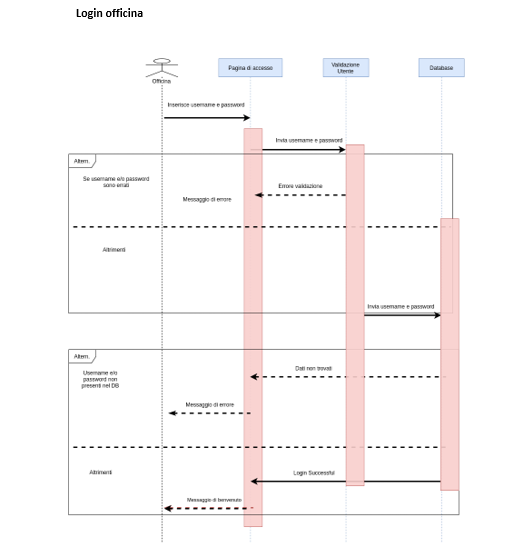 Login officina
Officina
Pagina di accesso
Validazione
Utente
Database
Inserisce username e password
Invia username e password
Altern.
Se username e/o password
sono errati
Errore validazione
Messaggio di errore
Altrimenti
Invia username e password
Altern.
Username e/o
password non
presenti nel DB
Dati non trovati
Messaggio di errore
Altrimenti
Login Successful
Messaggio di benvenuto